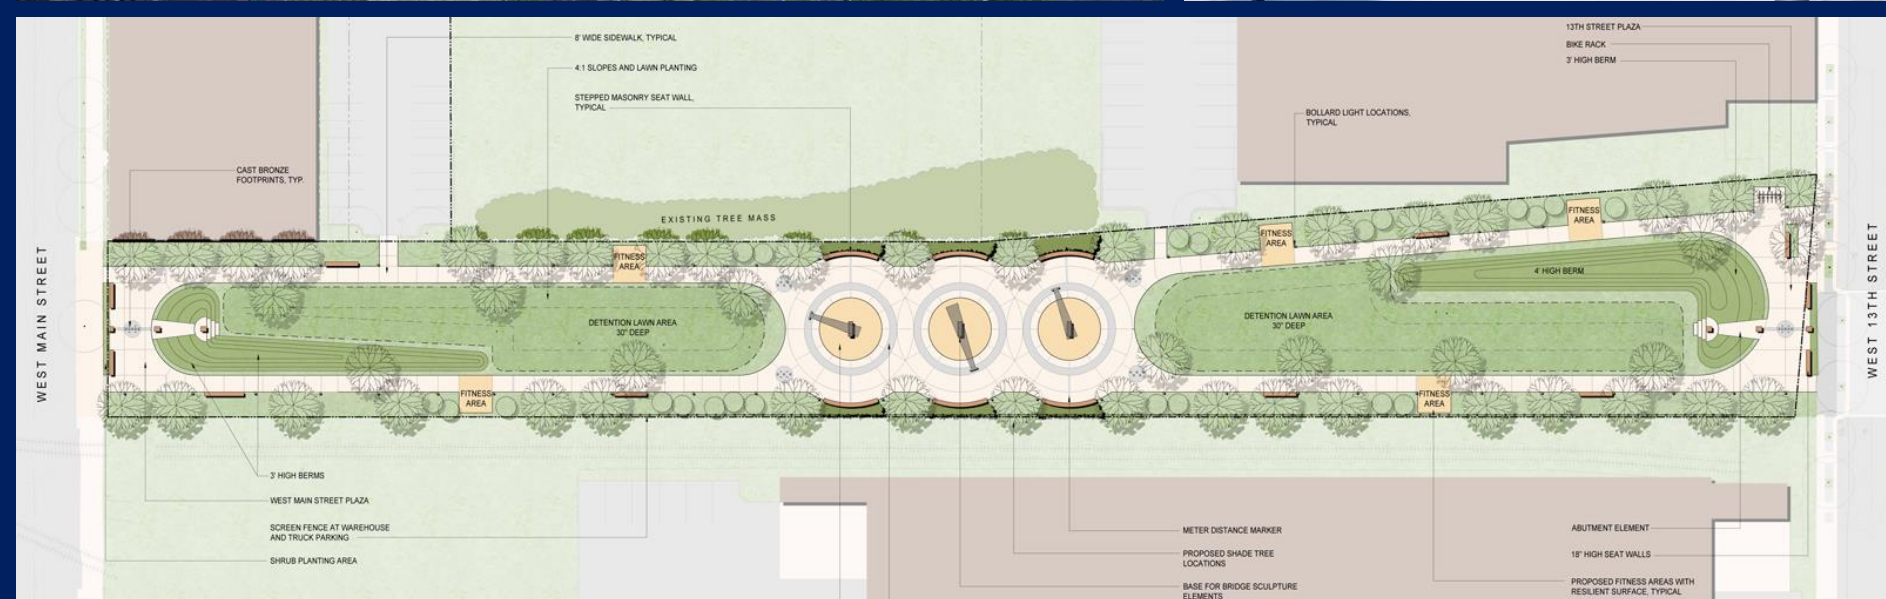 8' WIDE SIDEWALK, TYPICAL
4:1 SLOPES AND LAWN PLANTING
STEPPED MASONRY SEAT WALL,
TYPICAL
13TH STREET PLAZA
BIKE RACK
3' HIGH BERM
BOLLARD LIGHT LOCATIONS,
TYPICAL
CAST BRONZE
FOOTPRINTS, TYP.
EXISTING TREE MASS
FITNESS
AREA
FITNESS
AREA
FITNESS
AREA
4' HIGH BERM
WEST MAIN STREET
WEST 13TH STREET
DETENTION LAWN AREA
30" DEEP
DETENTION LAWN AREA
30" DEEP
FITNESS
AREA
FITNESS
AREA
3' HIGH BERMS
WEST MAIN STREET PLAZA
SCREEN FENCE AT WAREHOUSE
AND TRUCK PARKING
SHRUB PLANTING AREA
METER DISTANCE MARKER
PROPOSED SHADE TREE
LOCATIONS
BASE FOR BRIDGE SCULPTURE
ELEMENTS
ABUTMENT ELEMENT
18" HIGH SEAT WALLS
PROPOSED FITNESS AREAS WITH
RESILIENT SURFACE, TYPICAL